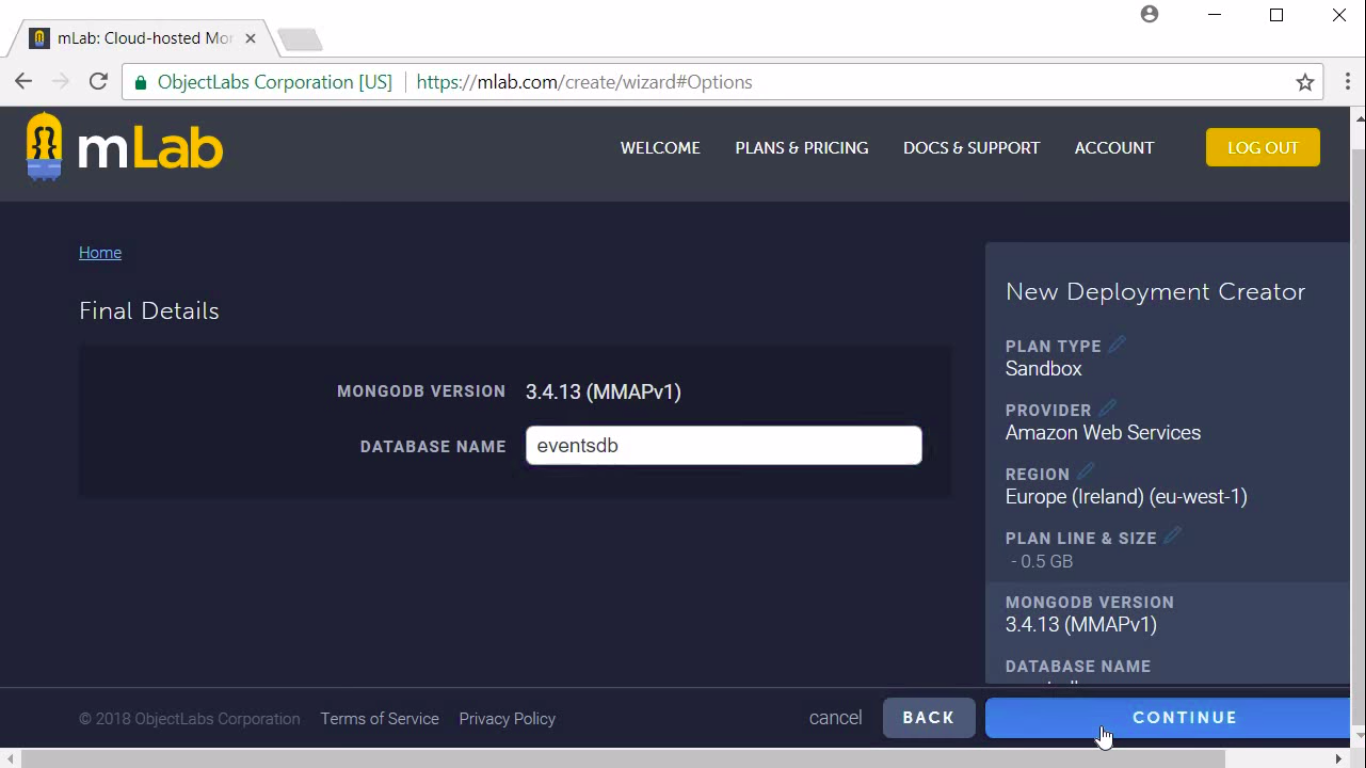 mLab: Cloud-hosted Mon
ObjectLabs Corporation [US] https://mlab.com/create/wizard#Options
mLab WELCOME PLANS & PRICING DOCS & SUPPORT ACCOUNT LOG OUT
Home
Final Details
MONGODB VERSION 3.4.13 (MMAPv1)
DATABASE NAME eventsdb
New Deployment Creator
PLAN TYPE
Sandbox
PROVIDER
Amazon Web Services
REGION
Europe (Ireland) (eu-west-1)
PLAN LINE & SIZE
- 0.5 GB
MONGODB VERSION
3.4.13 (MMAPv1)
DATABASE NAME
© 2018 ObjectLabs Corporation Terms of Service Privacy Policy cancel BACK CONTINUE